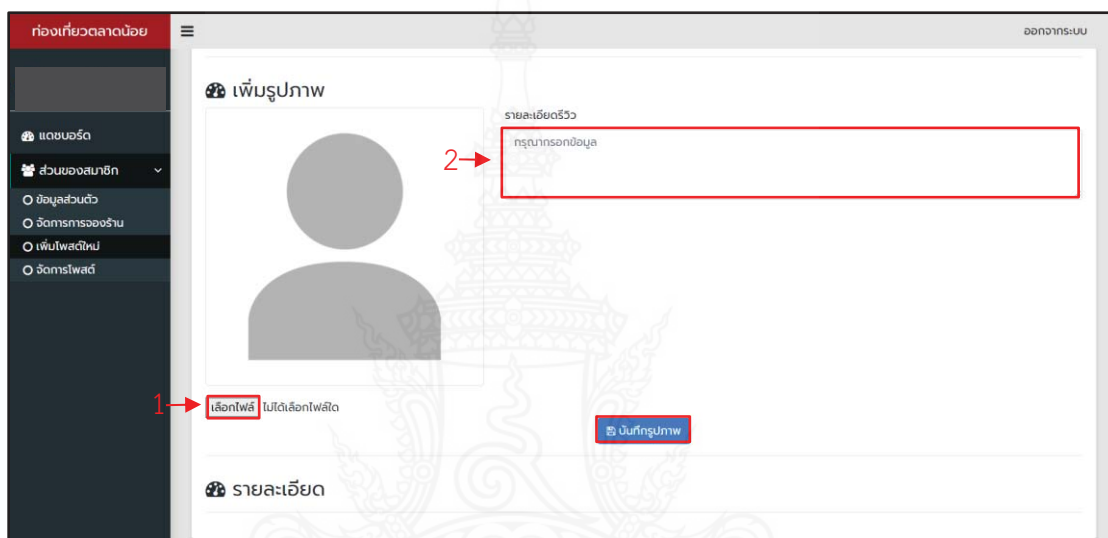 ท่องเที่ยวตลาดน้อย
ออกจากระบบ
เพิ่มรูปภาพ
รายละเอียดรีวิว
แดชบอร์ด
2
กรุณากรอกข้อมูล
ส่วนของสมาชิก
ข้อมูลส่วนตัว
จัดการการจองร้าน
เพิ่มโพสต์ใหม่
จัดการโพสต์
1
เลือกไฟล์ ไม่ได้เลือกไฟล์ใด
บันทึกรูปภาพ
รายละเอียด